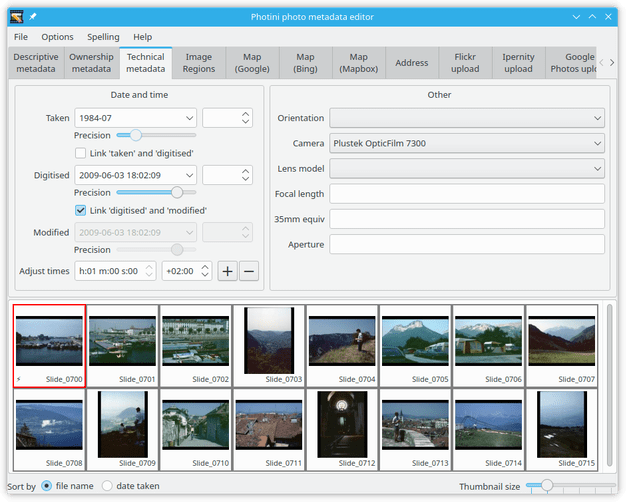 Photini photo metadata editor
File Options Spelling Help
Descriptive metadata
Ownership metadata
Technical metadata
Image Regions
Map (Google)
Map (Bing)
Map (Mapbox)
Address
Flickr upload
Ipernity upload
Google Photos uplo
Date and time
Taken 1984-07
Precision
Link 'taken' and 'digitised'
Digitised 2009-06-03 18:02:09
Precision
Link 'digitised' and 'modified'
Modified 2009-06-03 18:02:09
Precision
Adjust times h:01 m:00 s:00 +02:00
Other
Orientation
Camera Plustek OpticFilm 7300
Lens model
Focal length
35mm equiv
Aperture
Slide_0700 Slide_0701 Slide_0702 Slide_0703 Slide_0704 Slide_0705 Slide_0706 Slide_0707
Slide_0708 Slide_0709 Slide_0710 Slide_0711 Slide_0712 Slide_0713 Slide_0714 Slide_0715
Sort by file name date taken Thumbnail size